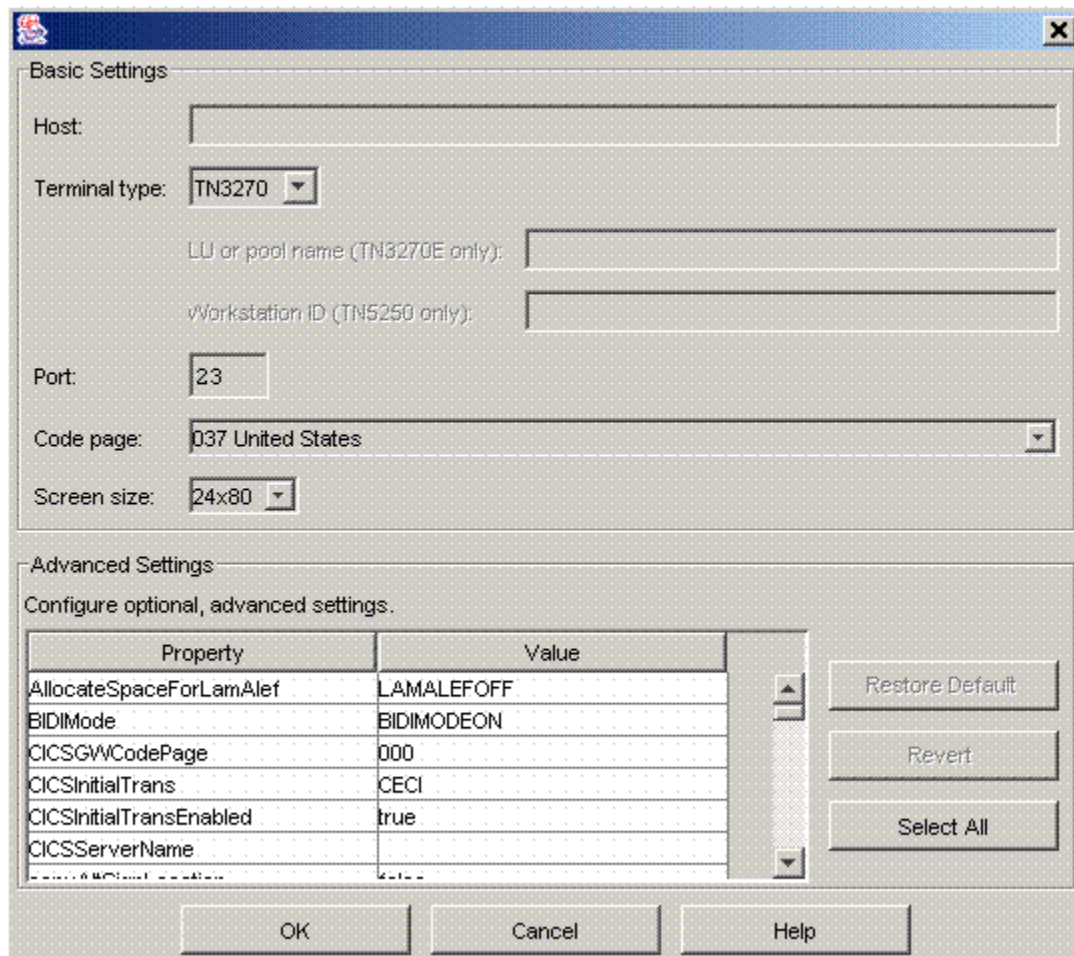 Basic Settings
Host:
Terminal type: TN3270
LU or pool name (TN3270E only):
Workstation ID (TN5250 only):
Port: 23
Code page: 037 United States
Screen size: 24x80
Advanced Settings
Configure optional, advanced settings.
Property Value
AllocateSpaceForLamAlef LAMALEFOFF
BIDIMode BIDIMODEON
CICSGWCodePage 000
CICSInitialTrans CECI
CICSInitialTransEnabled true
CICSServerName
Restore Default
Revert
Select All
OK Cancel Help